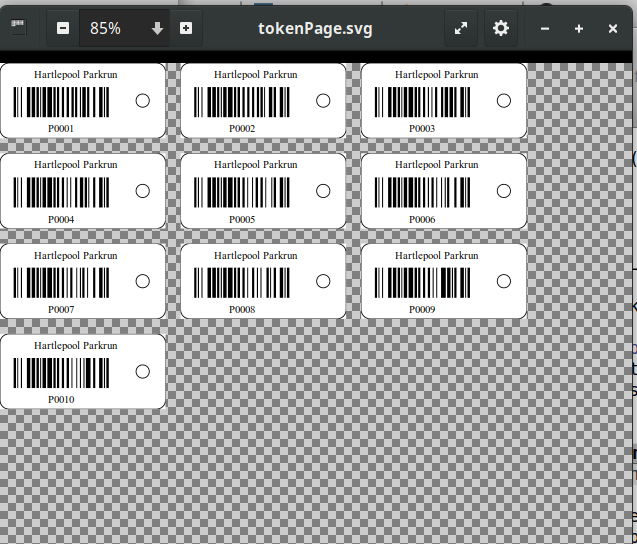 85% tokenPage.svg
Hartlepool Parkrun Hartlepool Parkrun Hartlepool Parkrun
P0001 P0002 P0003
Hartlepool Parkrun Hartlepool Parkrun Hartlepool Parkrun
P0004 P0005 P0006
Hartlepool Parkrun Hartlepool Parkrun Hartlepool Parkrun
P0007 P0008 P0009
Hartlepool Parkrun
P0010